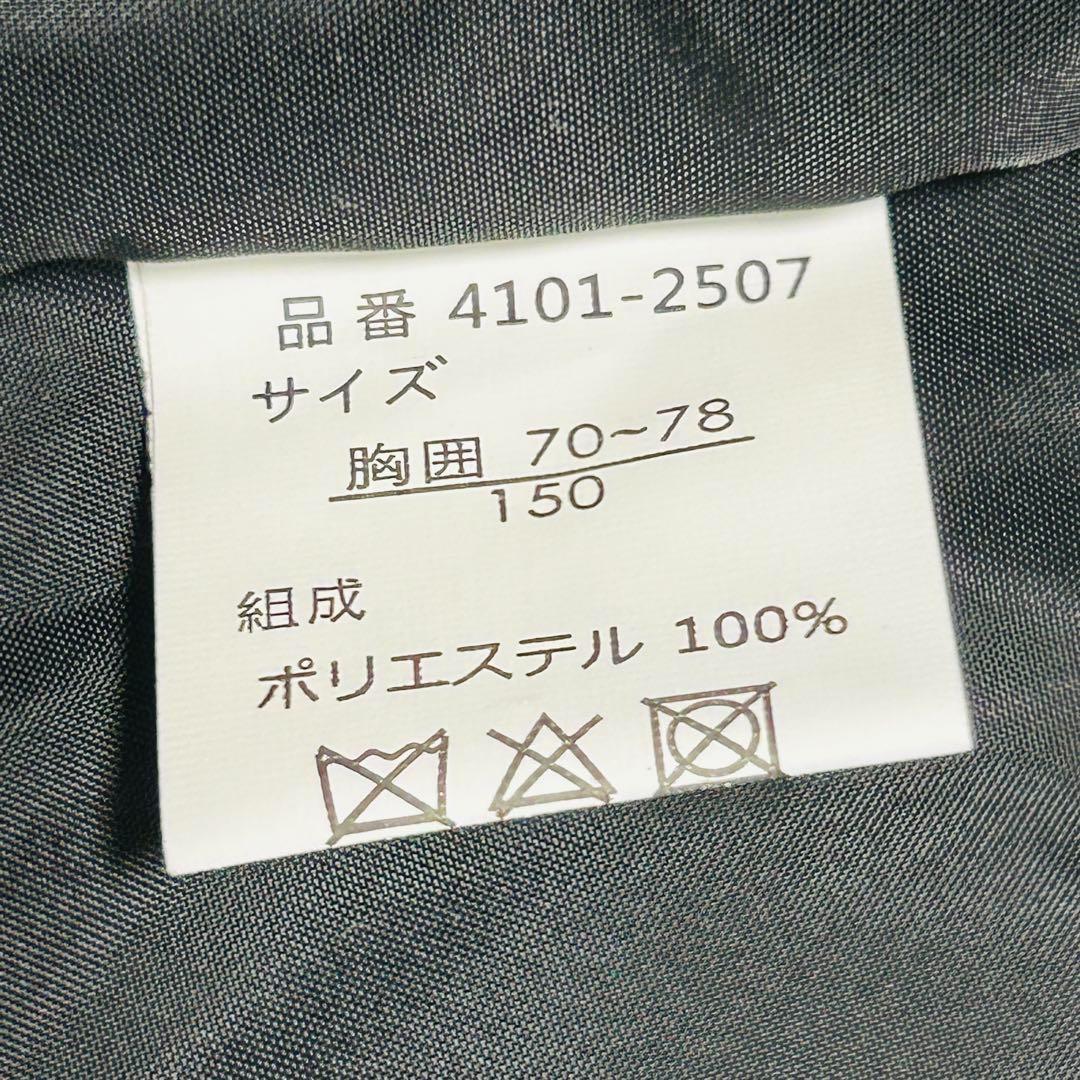 品番 4101-2507
サイズ
胸囲 70~78
150
組成
ポリエステル 100%